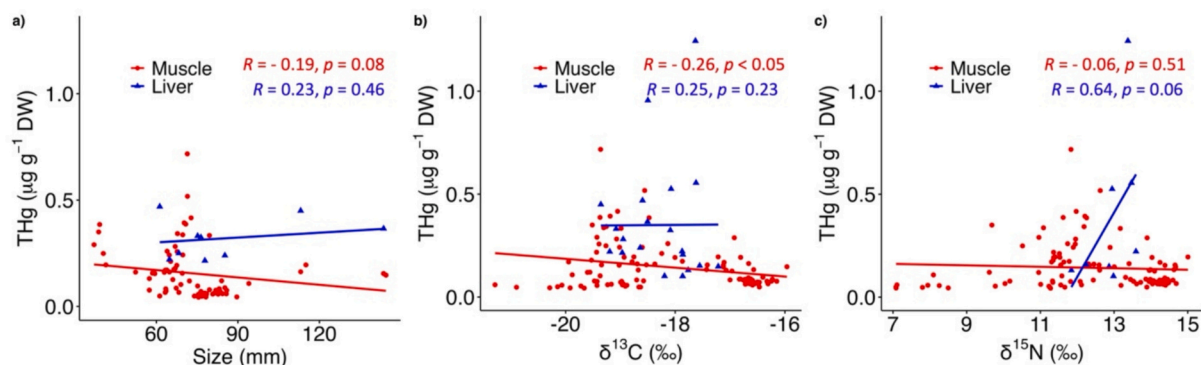 a)
THg (μg g⁻¹ DW)
Muscle
Liver
R = - 0.19, p = 0.08
R = 0.23, p = 0.46
1.0
0.5
0.0
60 90 120
Size (mm)
b)
THg (μg g⁻¹ DW)
Muscle
Liver
R = - 0.26, p < 0.05
R = 0.25, p = 0.23
1.0
0.5
0.0
-20 -18 -16
δ¹³C (‰)
c)
THg (μg g⁻¹ DW)
Muscle
Liver
R = - 0.06, p = 0.51
R = 0.64, p = 0.06
1.0
0.5
0.0
7 9 11 13 15
δ¹⁵N (‰)